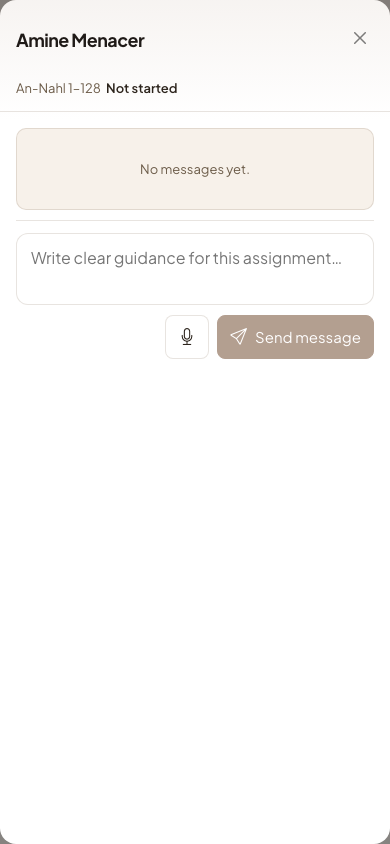 Amine Menacer
An-Nahl 1–128 Not started
No messages yet.
Write clear guidance for this assignment…
Send message